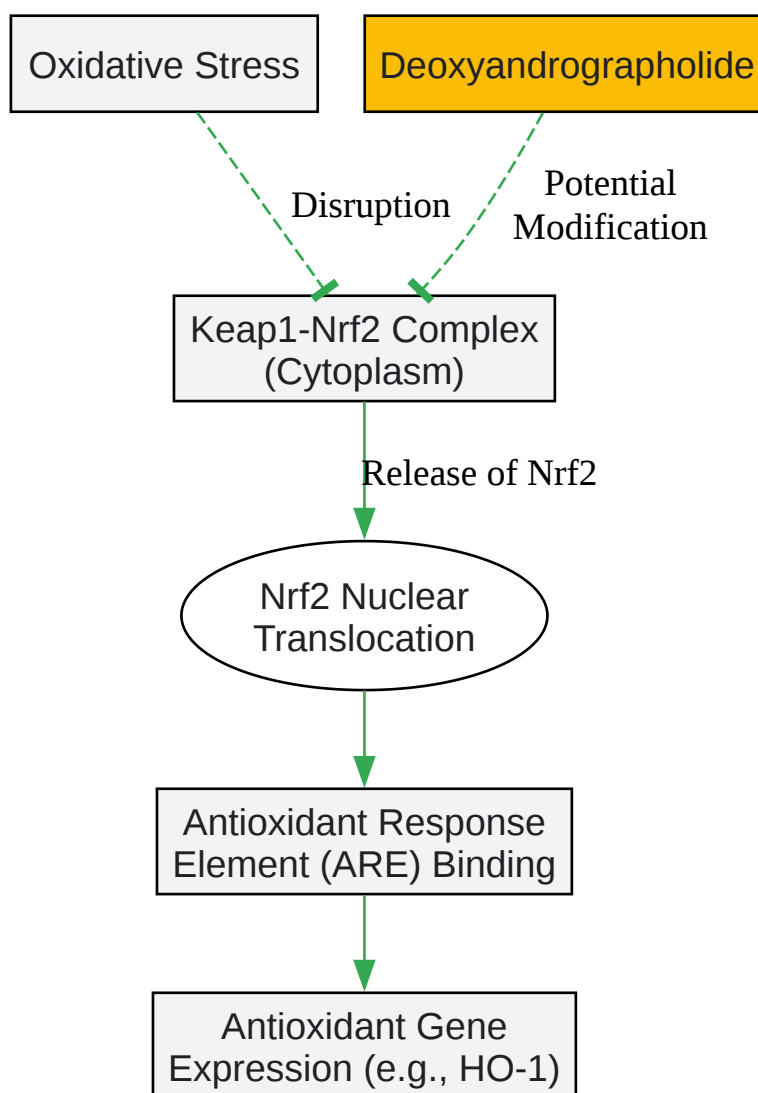 Oxidative Stress
Deoxyandrographolide
Disruption
Potential
Modification
Keap1-Nrf2 Complex
(Cytoplasm)
Release of Nrf2
Nrf2 Nuclear
Translocation
Antioxidant Response
Element (ARE) Binding
Antioxidant Gene
Expression (e.g., HO-1)